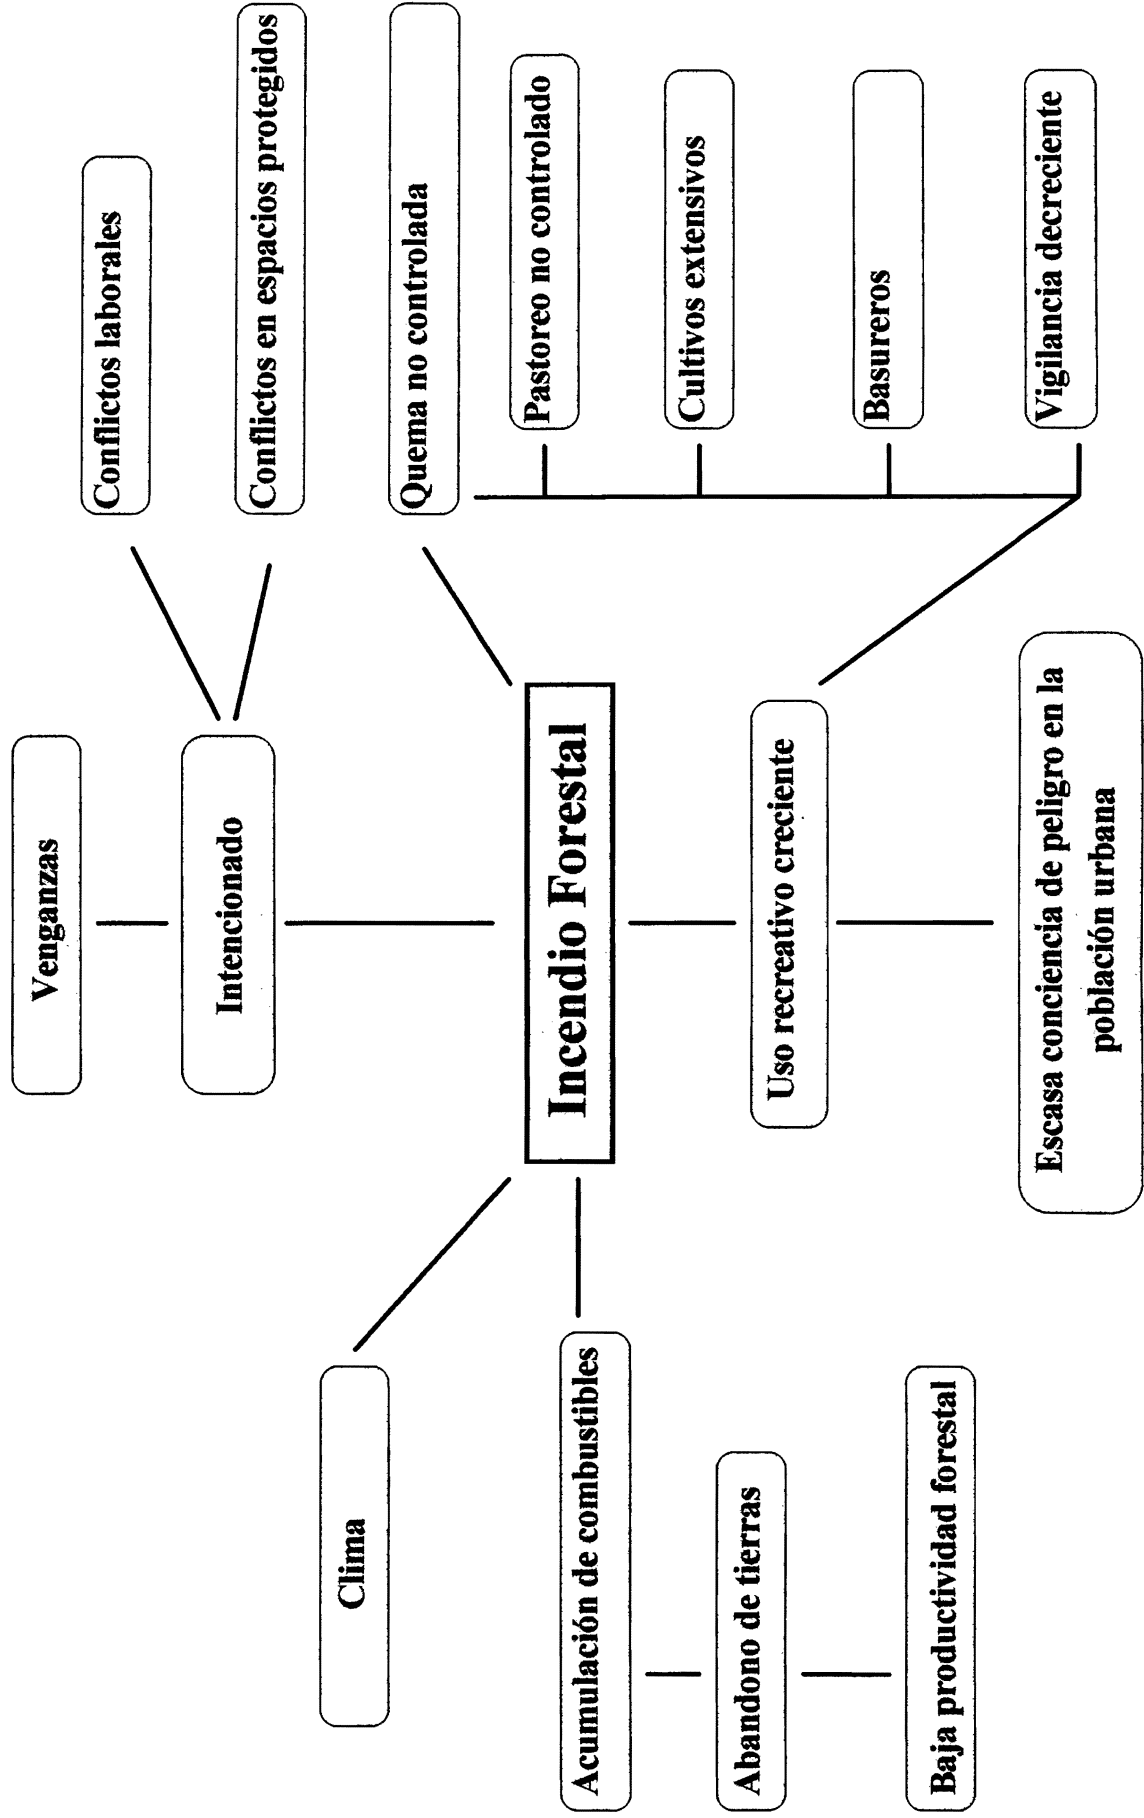 Venganzas
Conflictos laborales
Intencionado
Conflictos en espacios protegidos
Clima
Quema no controlada
Incendio Forestal
Pastoreo no controlado
Acumulación de combustibles
Cultivos extensivos
Abandono de tierras
Uso recreativo creciente
Basureros
Baja productividad forestal
Escasa conciencia de peligro en la
población urbana
Vigilancia decreciente